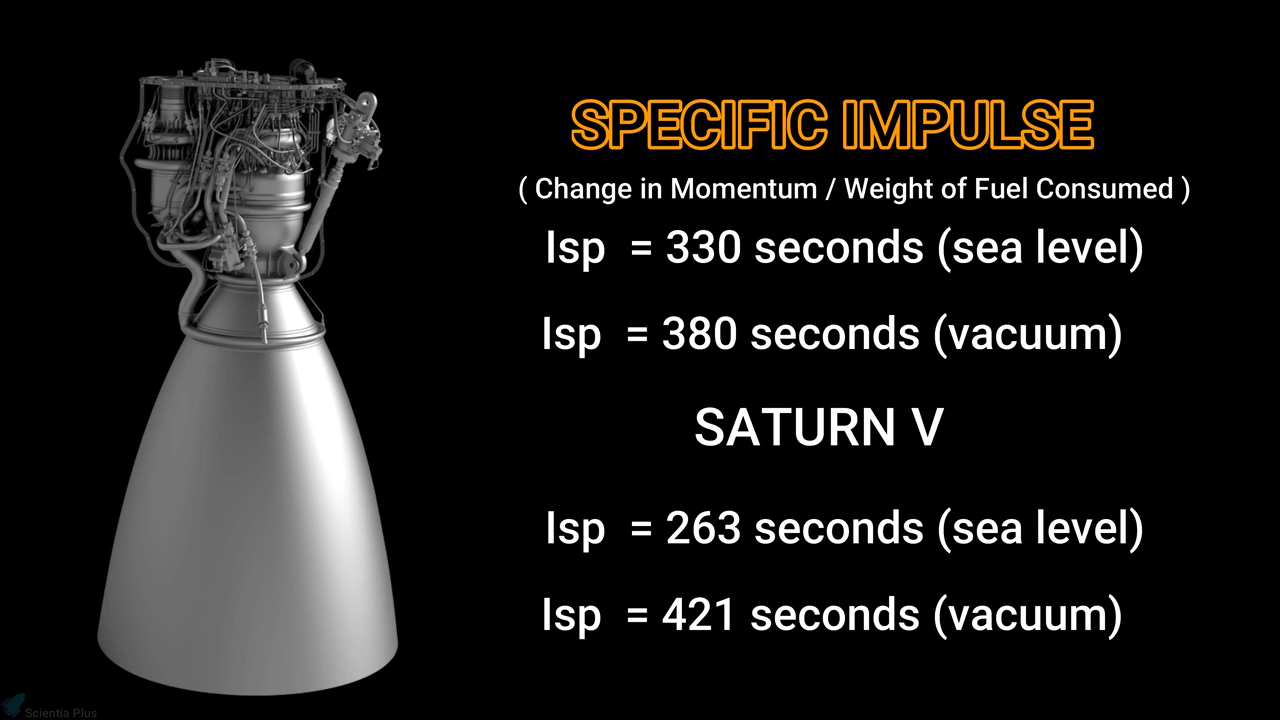 SPECIFIC IMPULSE
( Change in Momentum / Weight of Fuel Consumed )
Isp = 330 seconds (sea level)
Isp = 380 seconds (vacuum)
SATURN V
Isp = 263 seconds (sea level)
Isp = 421 seconds (vacuum)
Scientia Plus